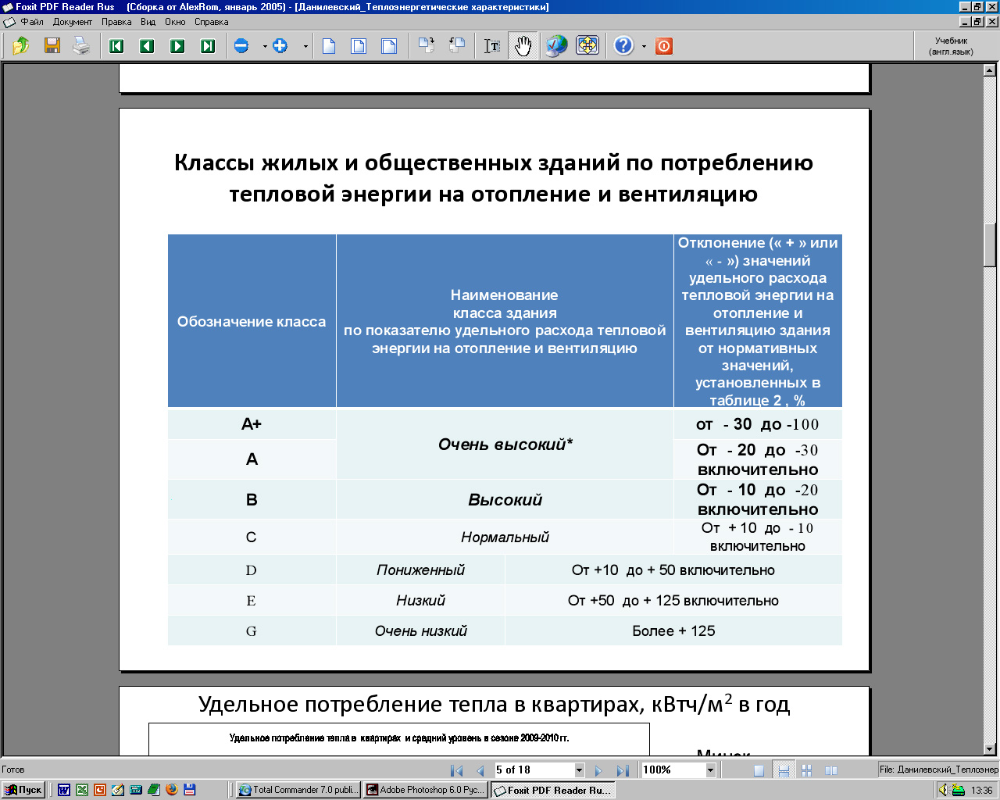 Foxit PDF Reader Rus (Сборка от AlexRom, январь 2005) - [Данилевский_Теплоэнергетические характеристики]
Файл Документ Правка Вид Окно Справка
Учебник
(англ.язык)
Классы жилых и общественных зданий по потреблению
тепловой энергии на отопление и вентиляцию
Обозначение класса
Наименование
класса здания
по показателю удельного расхода тепловой
энергии на отопление и вентиляцию
Отклонение (« + » или
« - ») значений
удельного расхода
тепловой энергии на
отопление и
вентиляцию здания
от нормативных
значений,
установленных в
таблице 2 , %
A+
Очень высокий*
от - 30 до -100
A
От - 20 до -30
включительно
B
Высокий
От - 10 до -20
включительно
C
Нормальный
От + 10 до - 10
включительно
D
Пониженный
От +10 до + 50 включительно
E
Низкий
От +50 до + 125 включительно
G
Очень низкий
Более + 125
Удельное потребление тепла в квартирах, кВтч/м² в год
Удельное потребление тепла в квартирах и средний уровень в сезоне 2009-2010 гг.
Минск
Готов
5 of 18
100%
File: Данилевский_Теплоэнер
Пуск
Total Commander 7.0 publi...
Adobe Photoshop 6.0 Рус...
Foxit PDF Reader Ru...
13:36